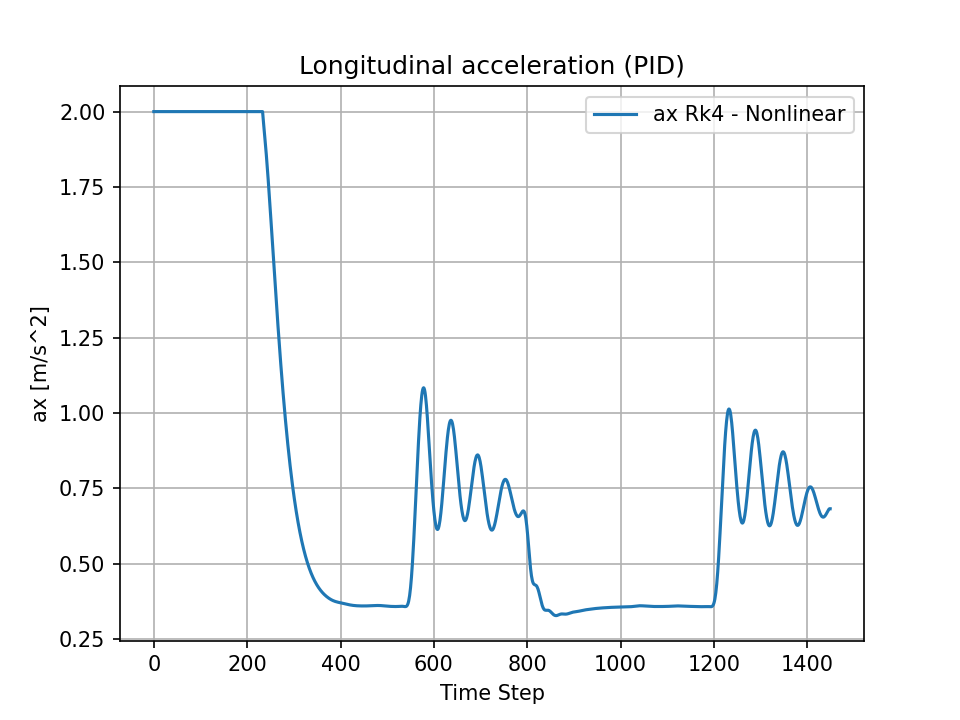 Longitudinal acceleration (PID)
ax Rk4 - Nonlinear
ax [m/s^2]
2.00
1.75
1.50
1.25
1.00
0.75
0.50
0.25
0 200 400 600 800 1000 1200 1400
Time Step